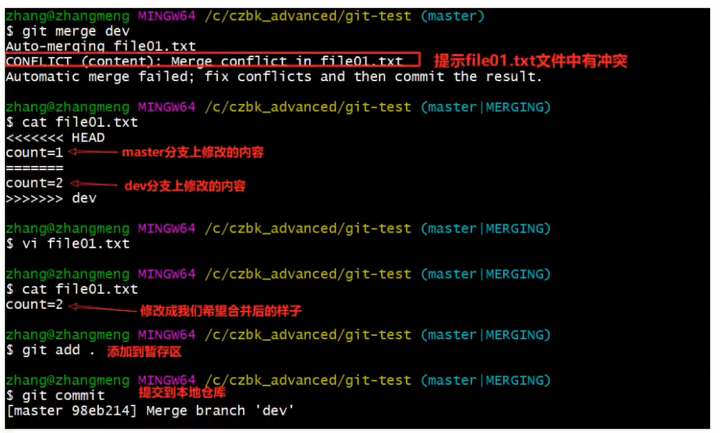 zhang@zhangmeng MINGW64 /c/czbk_advanced/git-test (master)
$ git merge dev
Auto-merging file01.txt
CONFLICT (content): Merge conflict in file01.txt 提示file01.txt文件中有冲突
Automatic merge failed; fix conflicts and then commit the result.
zhang@zhangmeng MINGW64 /c/czbk_advanced/git-test (master|MERGING)
$ cat file01.txt
<<<<<<< HEAD
count=1 master分支上修改的内容
=======
count=2 dev分支上修改的内容
>>>>>>> dev
zhang@zhangmeng MINGW64 /c/czbk_advanced/git-test (master|MERGING)
$ vi file01.txt
zhang@zhangmeng MINGW64 /c/czbk_advanced/git-test (master|MERGING)
$ cat file01.txt
count=2 修改成我们希望合并后的样子
zhang@zhangmeng MINGW64 /c/czbk_advanced/git-test (master|MERGING)
$ git add . 添加到暂存区
zhang@zhangmeng MINGW64 /c/czbk_advanced/git-test (master|MERGING)
$ git commit 提交到本地仓库
[master 98eb214] Merge branch 'dev'